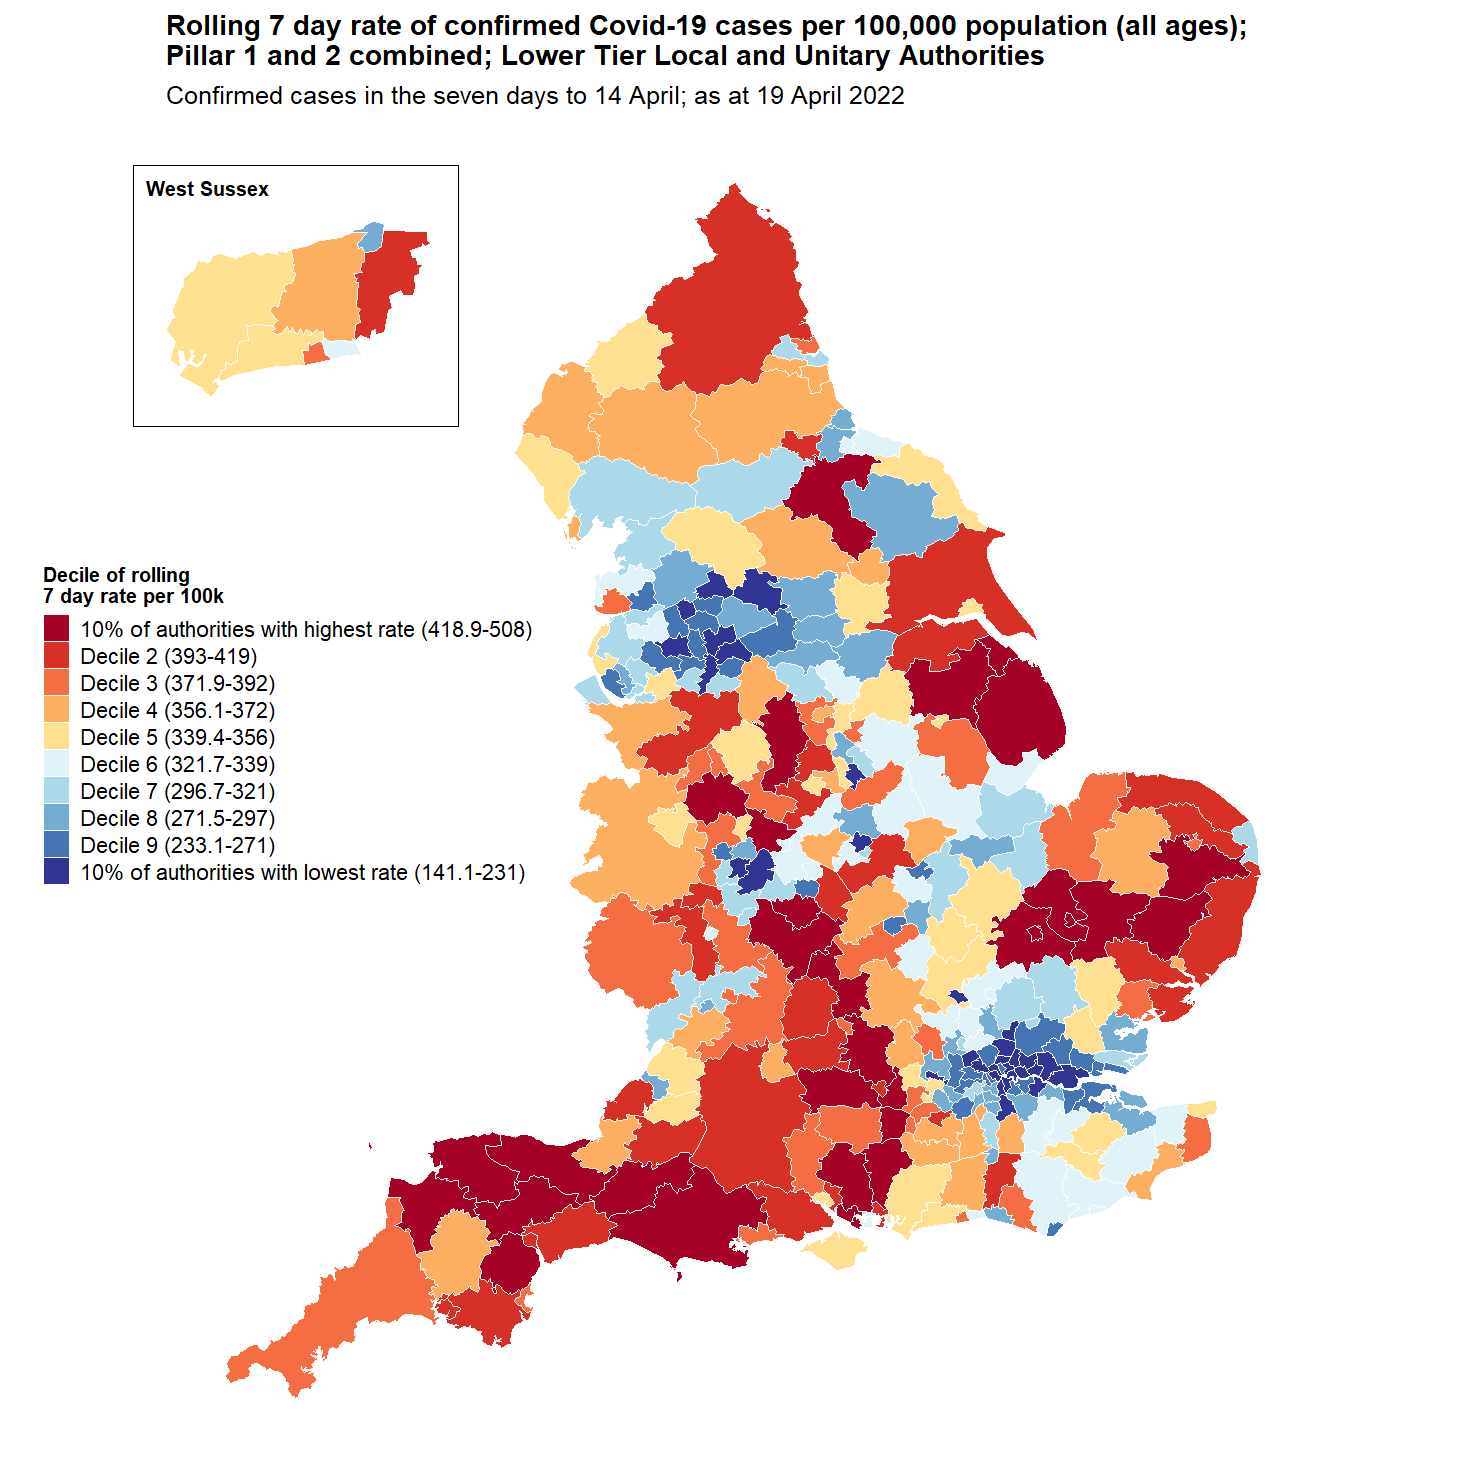 Rolling 7 day rate of confirmed Covid-19 cases per 100,000 population (all ages);
Pillar 1 and 2 combined; Lower Tier Local and Unitary Authorities
Confirmed cases in the seven days to 14 April; as at 19 April 2022
West Sussex
Decile of rolling
7 day rate per 100k
10% of authorities with highest rate (418.9-508)
Decile 2 (393-419)
Decile 3 (371.9-392)
Decile 4 (356.1-372)
Decile 5 (339.4-356)
Decile 6 (321.7-339)
Decile 7 (296.7-321)
Decile 8 (271.5-297)
Decile 9 (233.1-271)
10% of authorities with lowest rate (141.1-231)